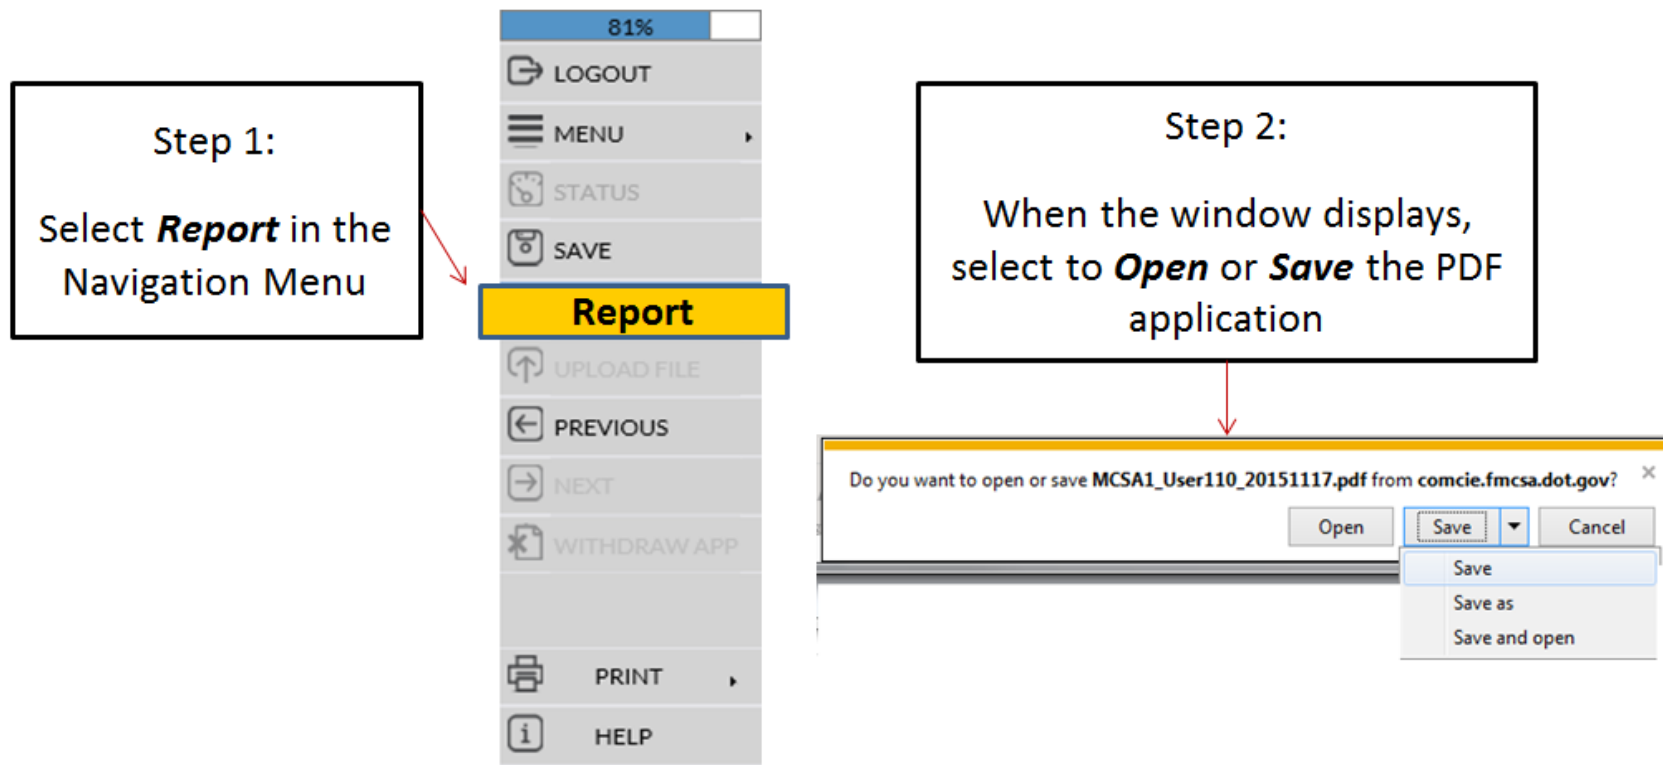 81%
LOGOUT
MENU
STATUS
SAVE
Report
UPLOAD FILE
PREVIOUS
NEXT
WITHDRAW APP
PRINT
HELP
Step 1:
Select Report in the
Navigation Menu
Step 2:
When the window displays,
select to Open or Save the PDF
application
Do you want to open or save MCSA1_User110_20151117.pdf from comcie.fmcsa.dot.gov?
Open
Save
Cancel
Save
Save as
Save and open